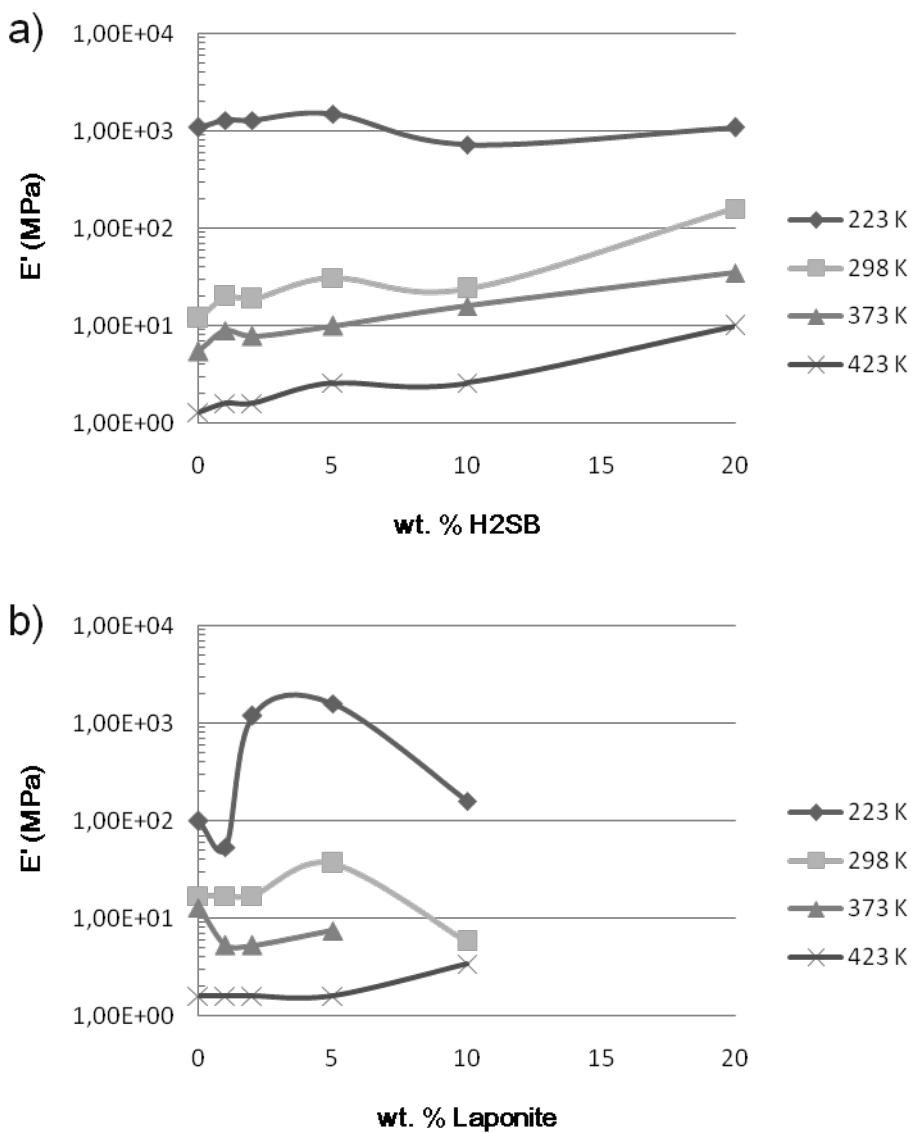 a)
1,00E+04
1,00E+03
1,00E+02
1,00E+01
1,00E+00
E' (MPa)
0 5 10 15 20
wt. % H2SB
223 K
298 K
373 K
423 K
b)
1,00E+04
1,00E+03
1,00E+02
1,00E+01
1,00E+00
E' (MPa)
0 5 10 15 20
wt. % Laponite
223 K
298 K
373 K
423 K